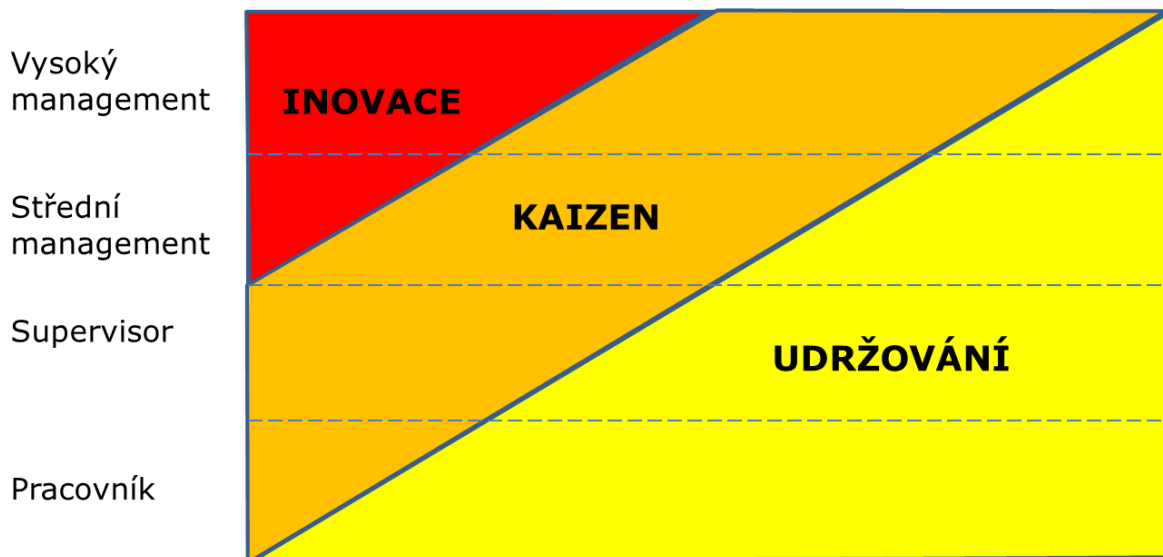 Vysoký
management
INOVACE
Střední
management
KAIZEN
Supervisor
UDRŽOVÁNÍ
Pracovník